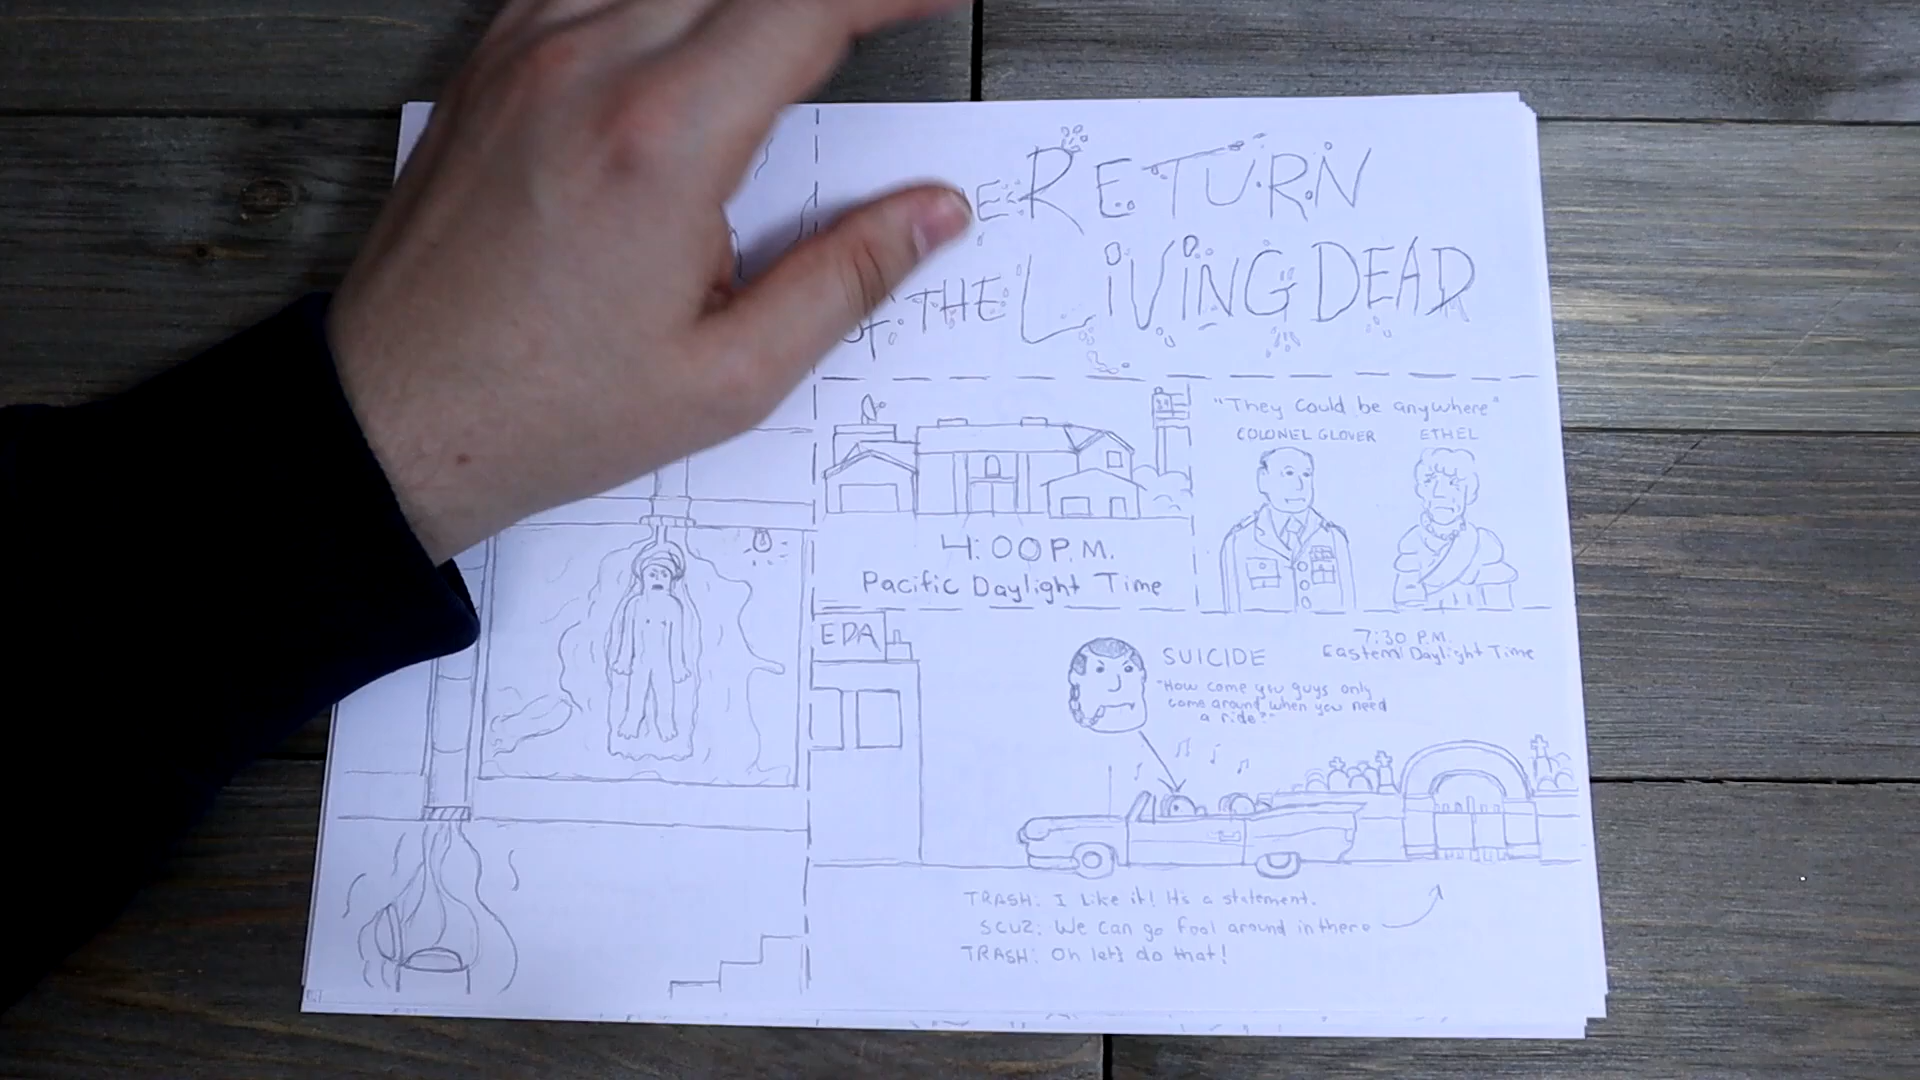 E RETURN
OF THE LIVING DEAD
4:00 P.M.
Pacific Daylight Time
"They could be anywhere"
COLONEL GLOVER
ETHEL
EDA
SUICIDE
"How come you guys only
come around when you need
a ride?"
7:30 P.M.
Eastern Daylight Time
TRASH: I like it! It's a statement.
SCUZ: We can go fool around in there
TRASH: Oh let's do that!